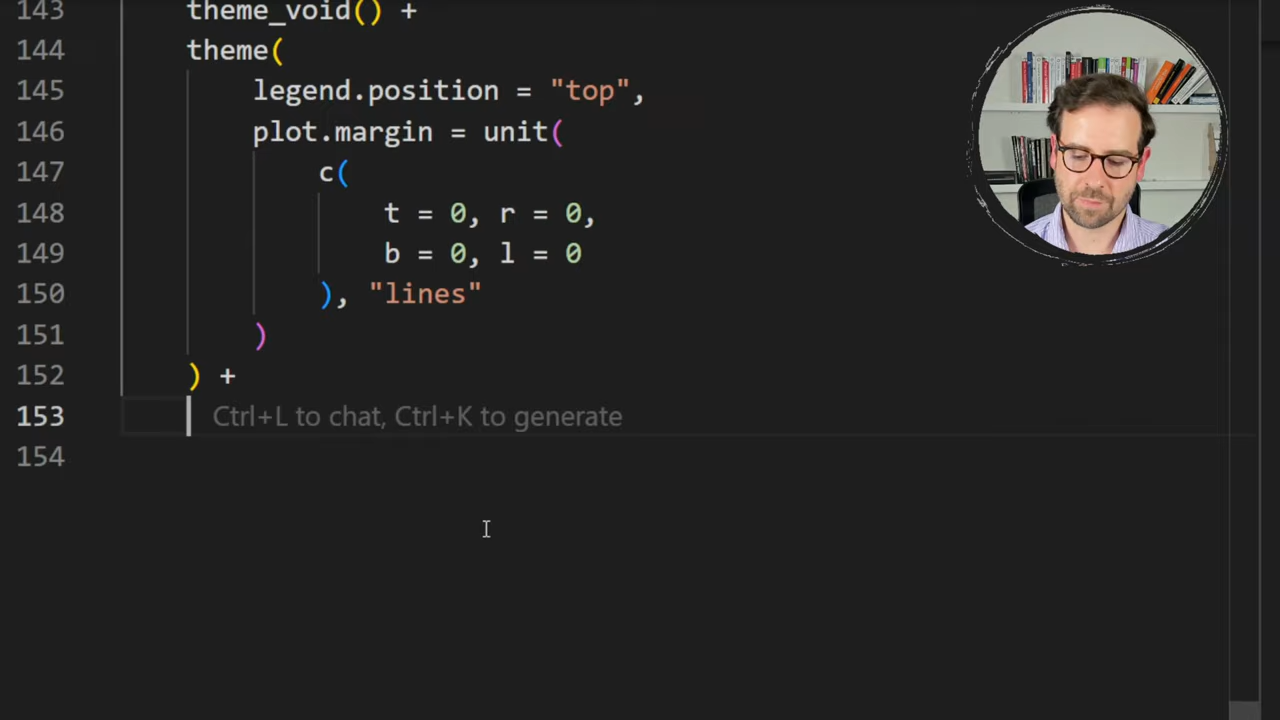 143 theme_void() +
144 theme(
145 legend.position = "top",
146 plot.margin = unit(
147 c(
148 t = 0, r = 0,
149 b = 0, l = 0
150 ), "lines"
151 )
152 ) +
153 Ctrl+L to chat, Ctrl+K to generate
154